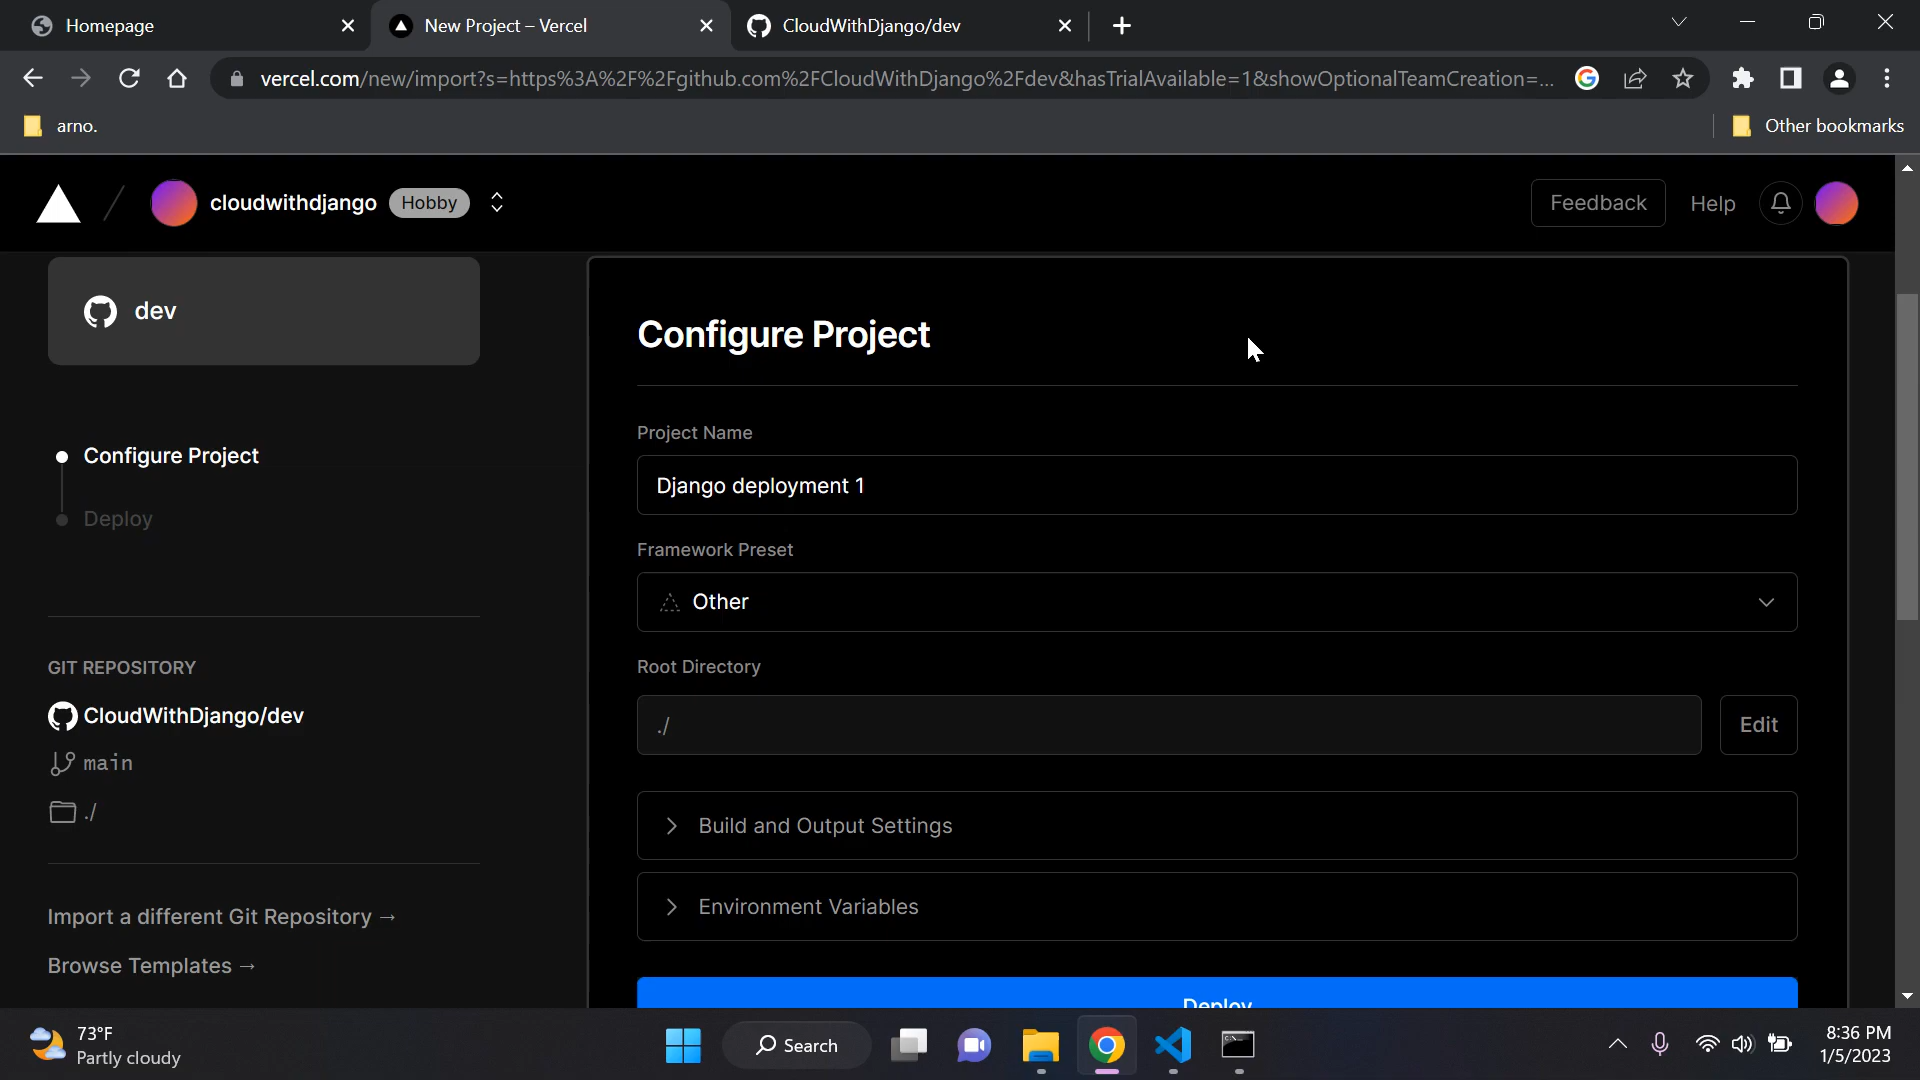 Homepage
New Project – Vercel
CloudWithDjango/dev
vercel.com/new/import?s=https%3A%2F%2Fgithub.com%2FCloudWithDjango%2Fdev&hasTrialAvailable=1&showOptionalTeamCreation=...
arno.
Other bookmarks
cloudwithdjango
Hobby
Feedback
Help
dev
Configure Project
Deploy
GIT REPOSITORY
CloudWithDjango/dev
main
./
Import a different Git Repository →
Browse Templates →
Configure Project
Project Name
Django deployment 1
Framework Preset
Other
Root Directory
./
Edit
Build and Output Settings
Environment Variables
Deploy
73°F
Partly cloudy
Search
8:36 PM
1/5/2023